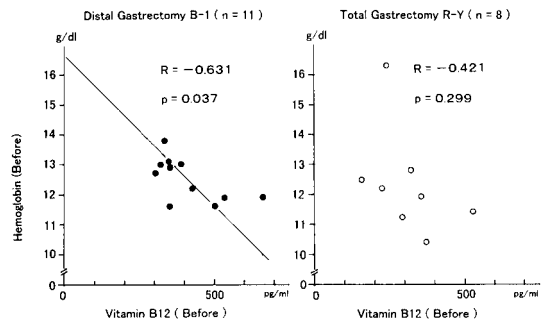 Distal Gastrectomy B-1 ( n = 11 )
g/dl
R = -0.631
p = 0.037
16
15
14
13
12
11
10
0
Hemoglobin (Before)
0
500
pg/ml
Vitamin B12 ( Before )
Total Gastrectomy R-Y ( n = 8 )
g/dl
R = -0.421
p = 0.299
16
15
14
13
12
11
10
0
500
pg/ml
Vitamin B12 ( Before )